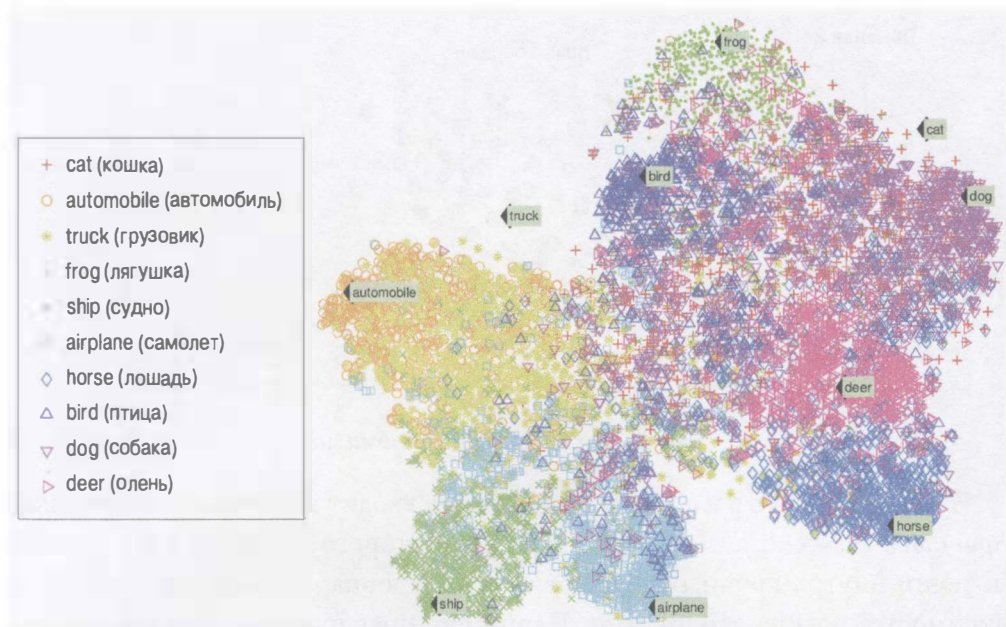 cat (кошка)
automobile (автомобиль)
truck (грузовик)
frog (лягушка)
ship (судно)
airplane (самолет)
horse (лошадь)
bird (птица)
dog (собака)
deer (олень)
frog
cat
bird
dog
truck
automobile
deer
horse
ship
airplane